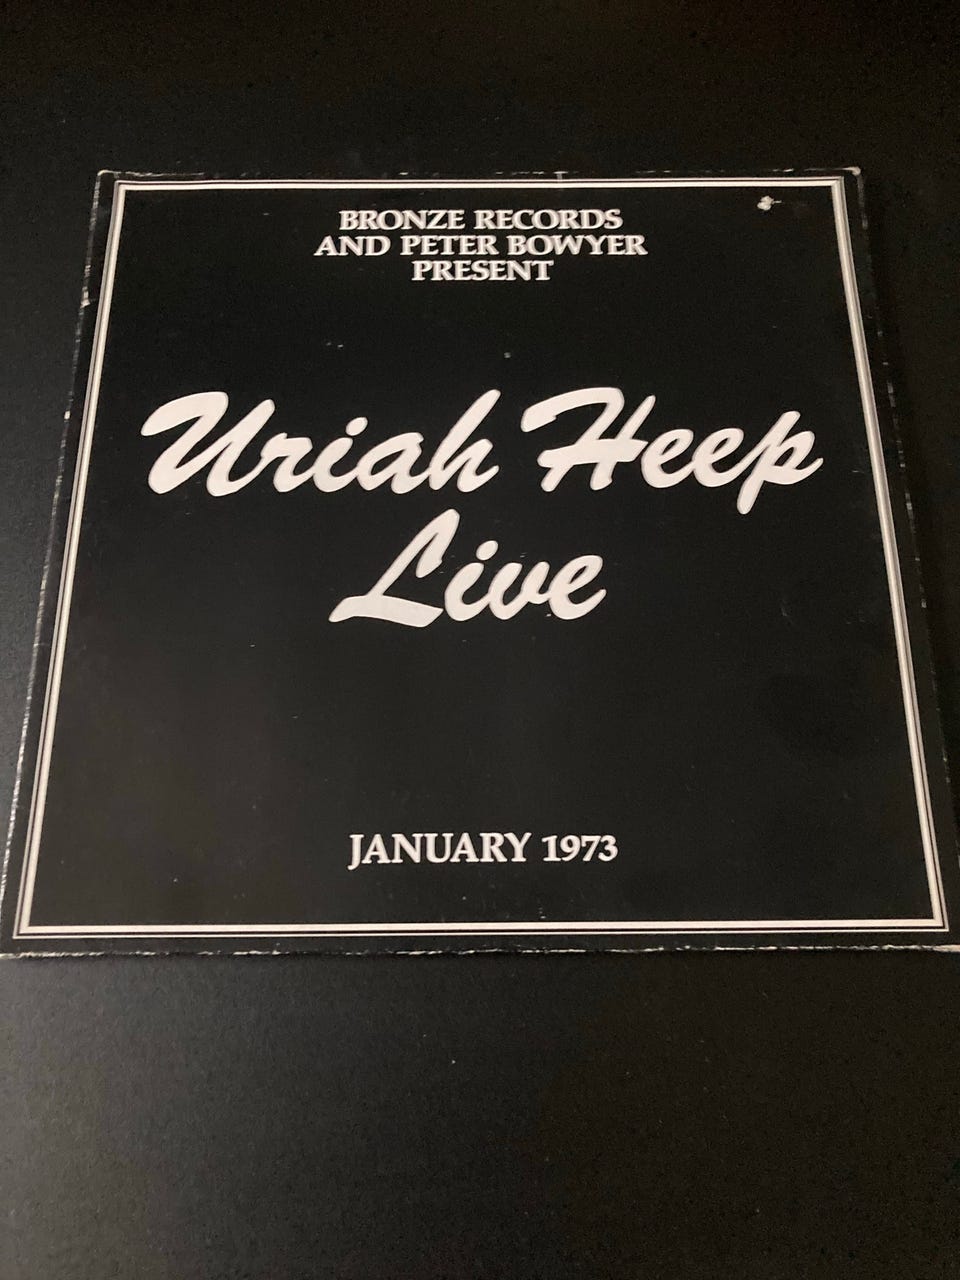 BRONZE RECORDS
AND PETER BOWYER
PRESENT
Uriah Heep
Live
JANUARY 1973